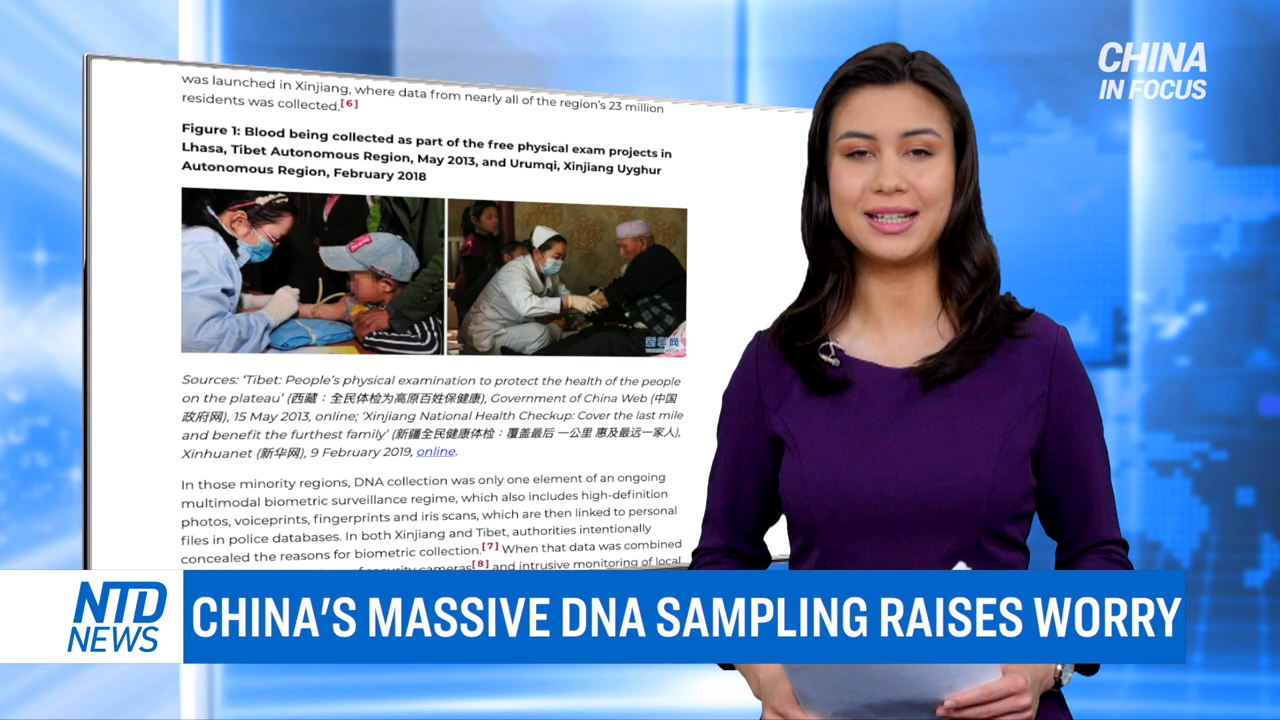 CHINA
IN FOCUS
was launched in Xinjiang, where data from nearly all of the region's 23 million
residents was collected.[6]
Figure 1: Blood being collected as part of the free physical exam projects in
Lhasa, Tibet Autonomous Region, May 2013, and Urumqi, Xinjiang Uyghur
Autonomous Region, February 2018
新华网
Sources: 'Tibet: People's physical examination to protect the health of the people
on the plateau' (西藏：全民体检为高原百姓保健康), Government of China Web (中国
政府网), 15 May 2013, online; 'Xinjiang National Health Checkup: Cover the last mile
and benefit the furthest family' (新疆全民健康体检：覆盖最后 一公里 惠及最远一家人),
Xinhuanet (新华网), 9 February 2019, online.
In those minority regions, DNA collection was only one element of an ongoing
multimodal biometric surveillance regime, which also includes high-definition
photos, voiceprints, fingerprints and iris scans, which are then linked to personal
files in police databases. In both Xinjiang and Tibet, authorities intentionally
concealed the reasons for biometric collection.[7] When that data was combined
of security cameras[8] and intrusive monitoring of local
NTD
NEWS
CHINA'S MASSIVE DNA SAMPLING RAISES WORRY